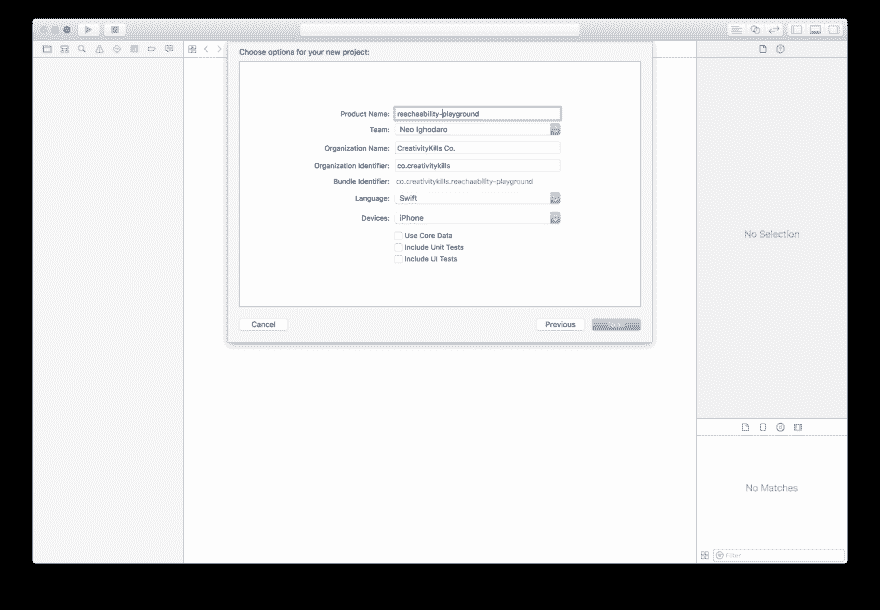 Choose options for your new project:
Product Name: reachability-playground
Team: Neo Ighodaro
Organization Name: CreativityKills Co.
Organization Identifier: co.creativitykills
Bundle Identifier: co.creativitykills.reachability-playground
Language: Swift
Devices: iPhone
Use Core Data
Include Unit Tests
Include UI Tests
Cancel
Previous
No Selection
No Matches
Filter